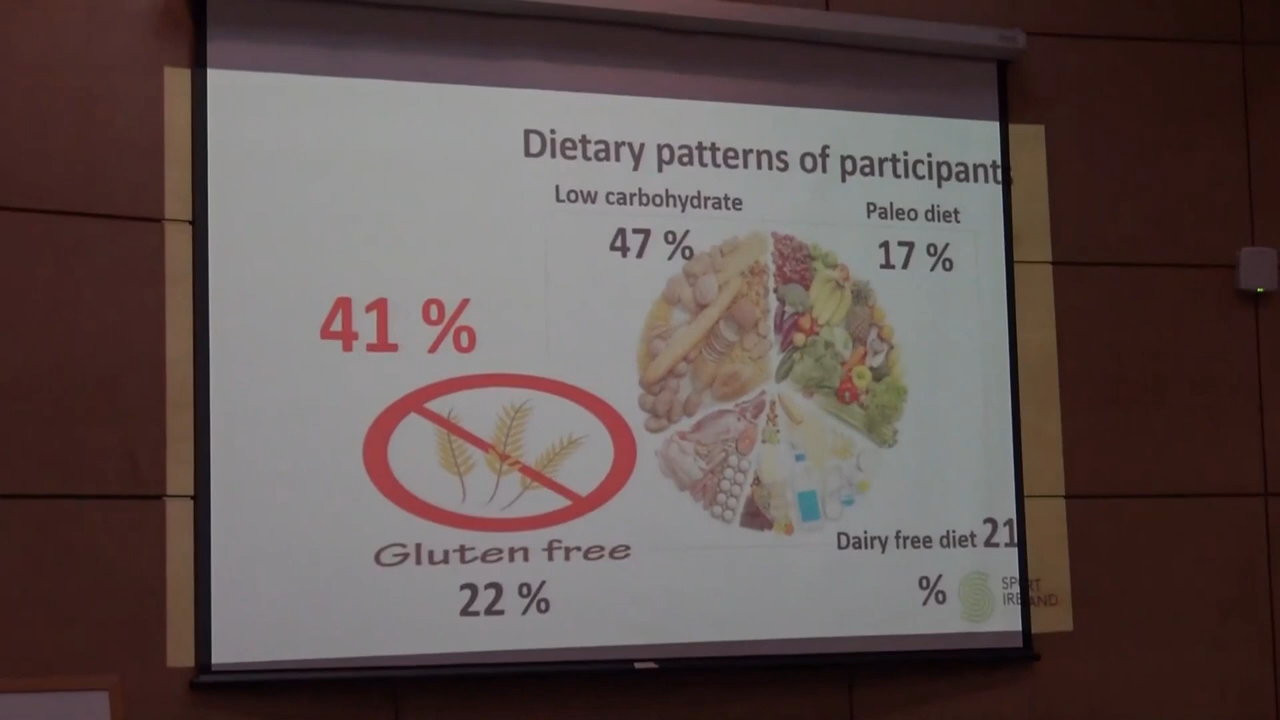 Dietary patterns of participants
Low carbohydrate
47 %
Paleo diet
17 %
41 %
Gluten free
22 %
Dairy free diet 21
%
SPORT
IRELAND